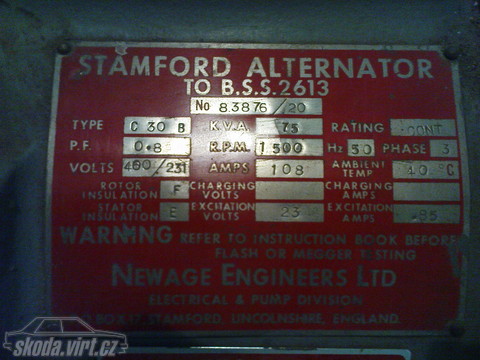 STAMFORD ALTERNATOR
TO B.S.S.2613
No 83876/20
TYPE C 30 B K.V.A. 75 RATING CONT.
P.F. 0.8 R.P.M. 1500 Hz 50 PHASE 3
VOLTS 400/231 AMPS 108 AMBIENT TEMP 40 °C
ROTOR INSULATION F CHARGING VOLTS CHARGING AMPS
STATOR INSULATION E EXCITATION VOLTS 23 EXCITATION AMPS .85
WARNING REFER TO INSTRUCTION BOOK BEFORE
FLASH OR MEGGER TESTING
NEWAGE ENGINEERS LTD
ELECTRICAL & PUMP DIVISION
BOX 17, STAMFORD, LINCOLNSHIRE, ENGLAND.
skoda.virt.cz